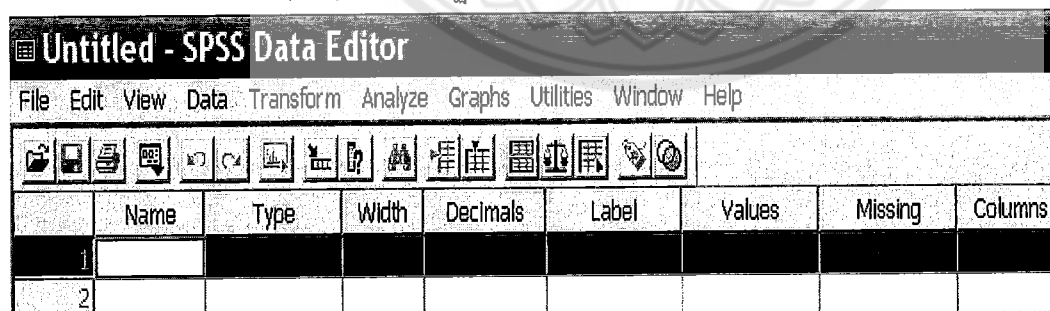 Untitled - SPSS Data Editor
File Edit View Data Transform Analyze Graphs Utilities Window Help
Name Type Width Decimals Label Values Missing Columns
1
2